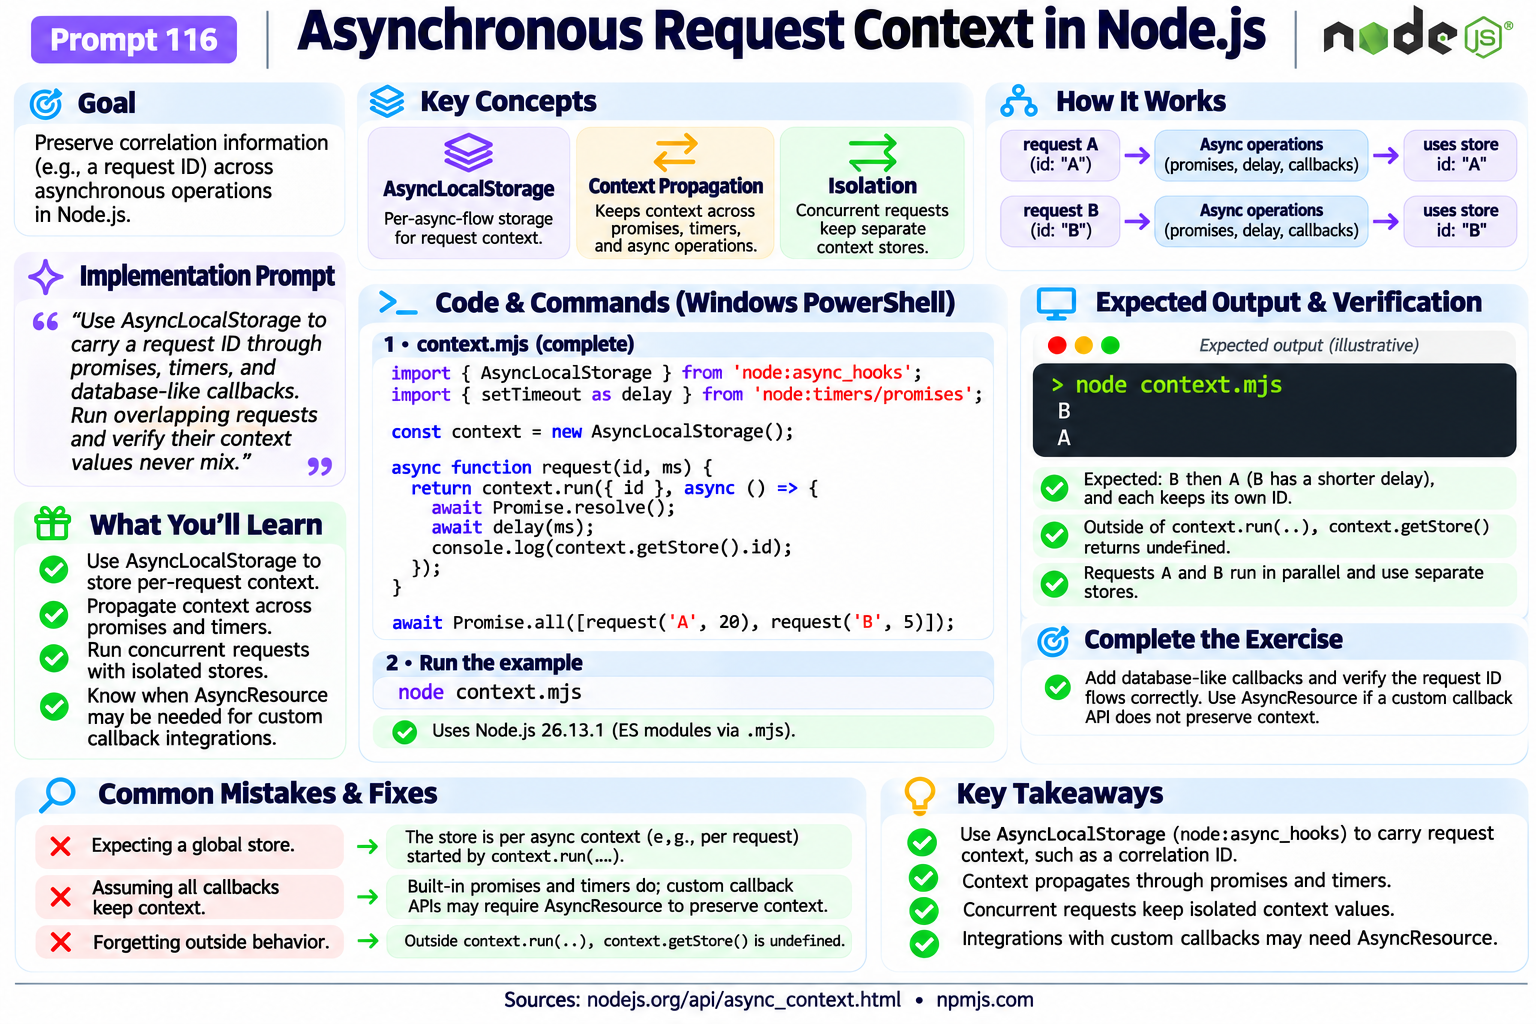 Prompt 116
Asynchronous Request Context in Node.js
node JS®
Goal
Preserve correlation information
(e.g., a request ID) across
asynchronous operations
in Node.js.
Implementation Prompt
“Use AsyncLocalStorage to
carry a request ID through
promises, timers, and
database-like callbacks.
Run overlapping requests
and verify their context
values never mix.”
What You’ll Learn
Use AsyncLocalStorage to
store per-request context.
Propagate context across
promises and timers.
Run concurrent requests
with isolated stores.
Know when AsyncResource
may be needed for custom
callback integrations.
Key Concepts
AsyncLocalStorage
Per-async-flow storage
for request context.
Context Propagation
Keeps context across
promises, timers,
and async operations.
Isolation
Concurrent requests
keep separate
context stores.
How It Works
request A
(id: "A")
Async operations
(promises, delay, callbacks)
uses store
id: "A"
request B
(id: "B")
Async operations
(promises, delay, callbacks)
uses store
id: "B"
Code & Commands (Windows PowerShell)
1 • context.mjs (complete)
import { AsyncLocalStorage } from 'node:async_hooks';
import { setTimeout as delay } from 'node:timers/promises';
const context = new AsyncLocalStorage();
async function request(id, ms) {
return context.run({ id }, async () => {
await Promise.resolve();
await delay(ms);
console.log(context.getStore().id);
});
}
await Promise.all([request('A', 20), request('B', 5)]);
2 • Run the example
node context.mjs
Uses Node.js 26.13.1 (ES modules via .mjs).
Expected Output & Verification
Expected output (illustrative)
> node context.mjs
B
A
Expected: B then A (B has a shorter delay),
and each keeps its own ID.
Outside of context.run(..), context.getStore()
returns undefined.
Requests A and B run in parallel and use separate
stores.
Complete the Exercise
Add database-like callbacks and verify the request ID
flows correctly. Use AsyncResource if a custom callback
API does not preserve context.
Common Mistakes & Fixes
Expecting a global store.
The store is per async context (e,g., per request)
started by context.run(....).
Assuming all callbacks
keep context.
Built-in promises and timers do; custom callback
APIs may require AsyncResource to preserve context.
Forgetting outside behavior.
Outside context.run(..), context.getStore() is undefined.
Key Takeaways
Use AsyncLocalStorage (node:async_hooks) to carry request
context, such as a correlation ID.
Context propagates through promises and timers.
Concurrent requests keep isolated context values.
Integrations with custom callbacks may need AsyncResource.
Sources: nodejs.org/api/async_context.html • npmjs.com